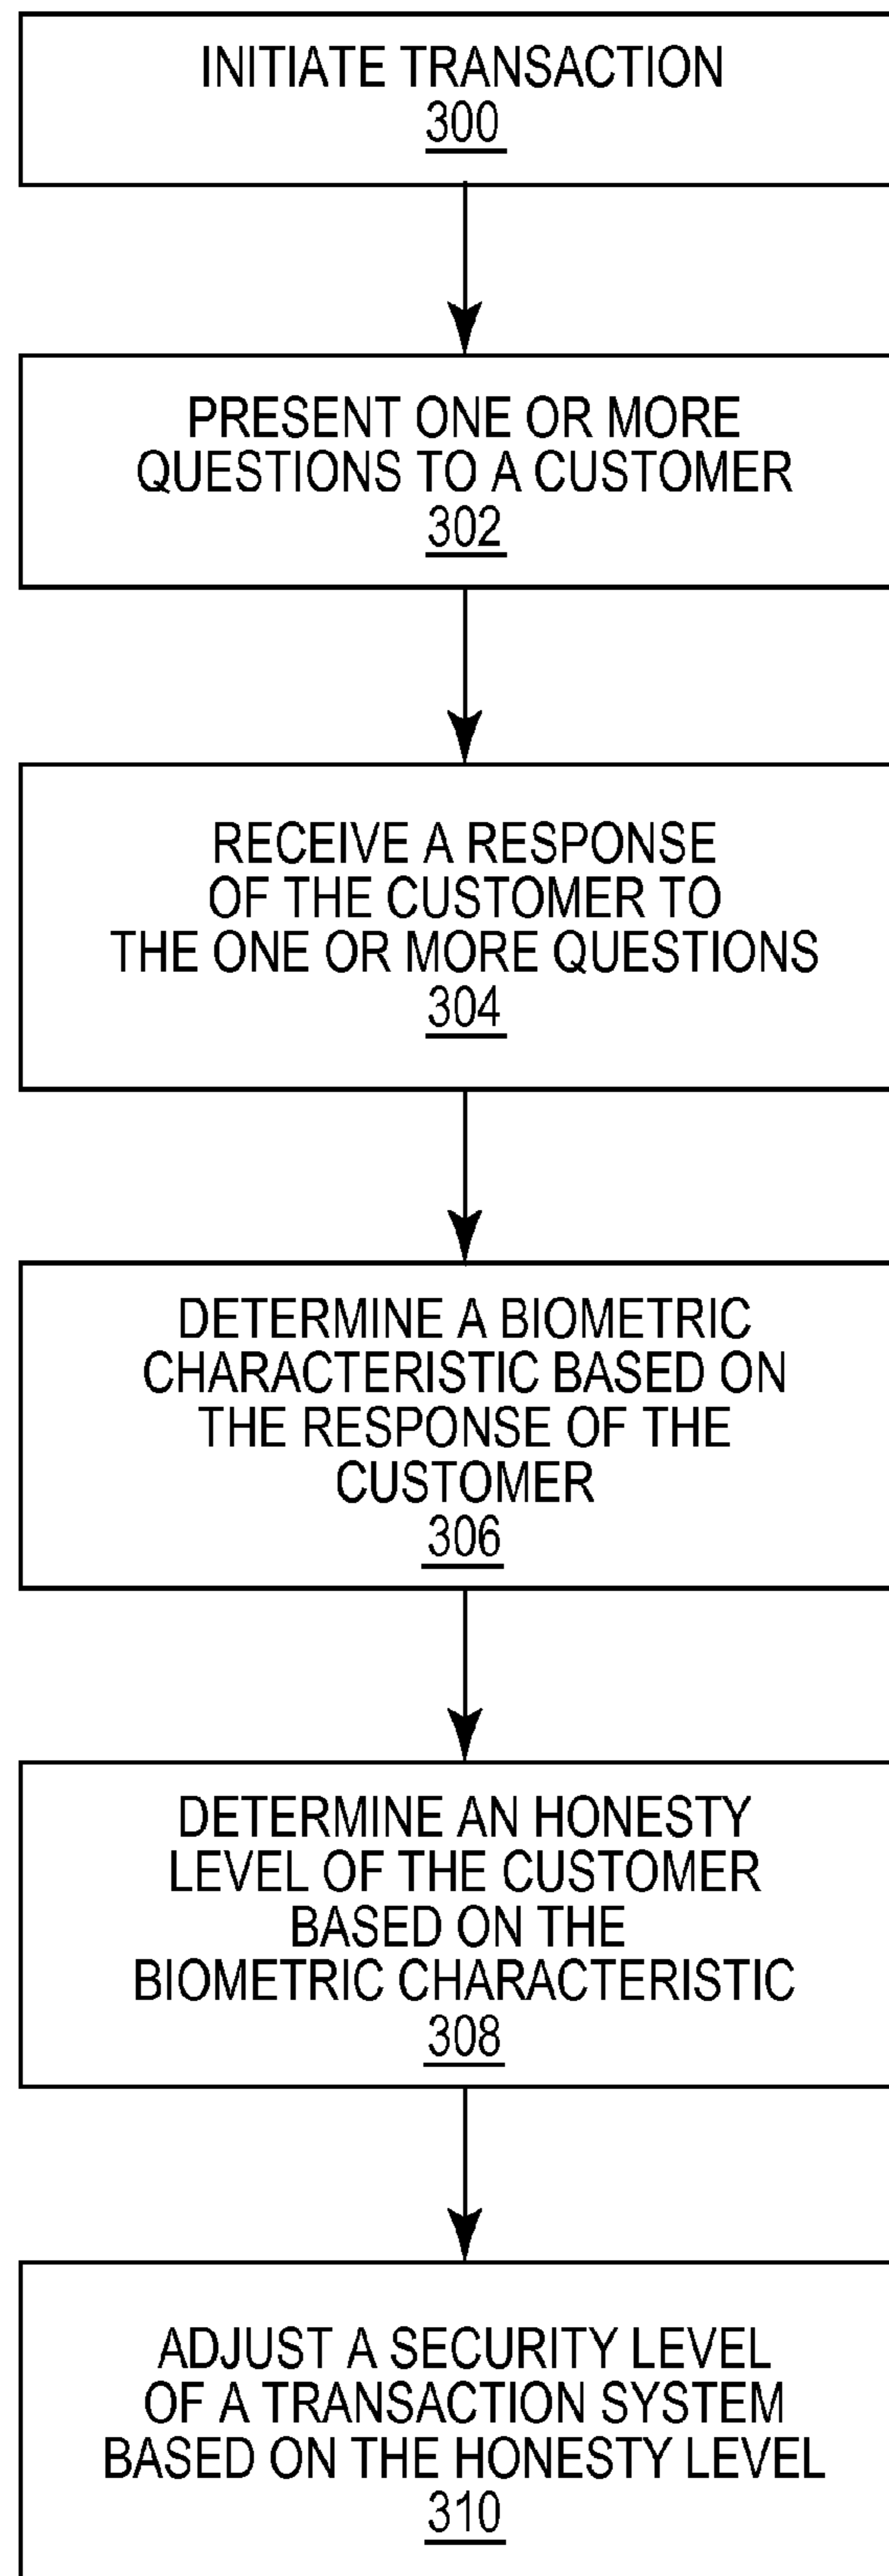 INITIATE TRANSACTION
300
PRESENT ONE OR MORE
QUESTIONS TO A CUSTOMER
302
RECEIVE A RESPONSE
OF THE CUSTOMER TO
THE ONE OR MORE QUESTIONS
304
DETERMINE A BIOMETRIC
CHARACTERISTIC BASED ON
THE RESPONSE OF THE
CUSTOMER
306
DETERMINE AN HONESTY
LEVEL OF THE CUSTOMER
BASED ON THE
BIOMETRIC CHARACTERISTIC
308
ADJUST A SECURITY LEVEL
OF A TRANSACTION SYSTEM
BASED ON THE HONESTY LEVEL
310